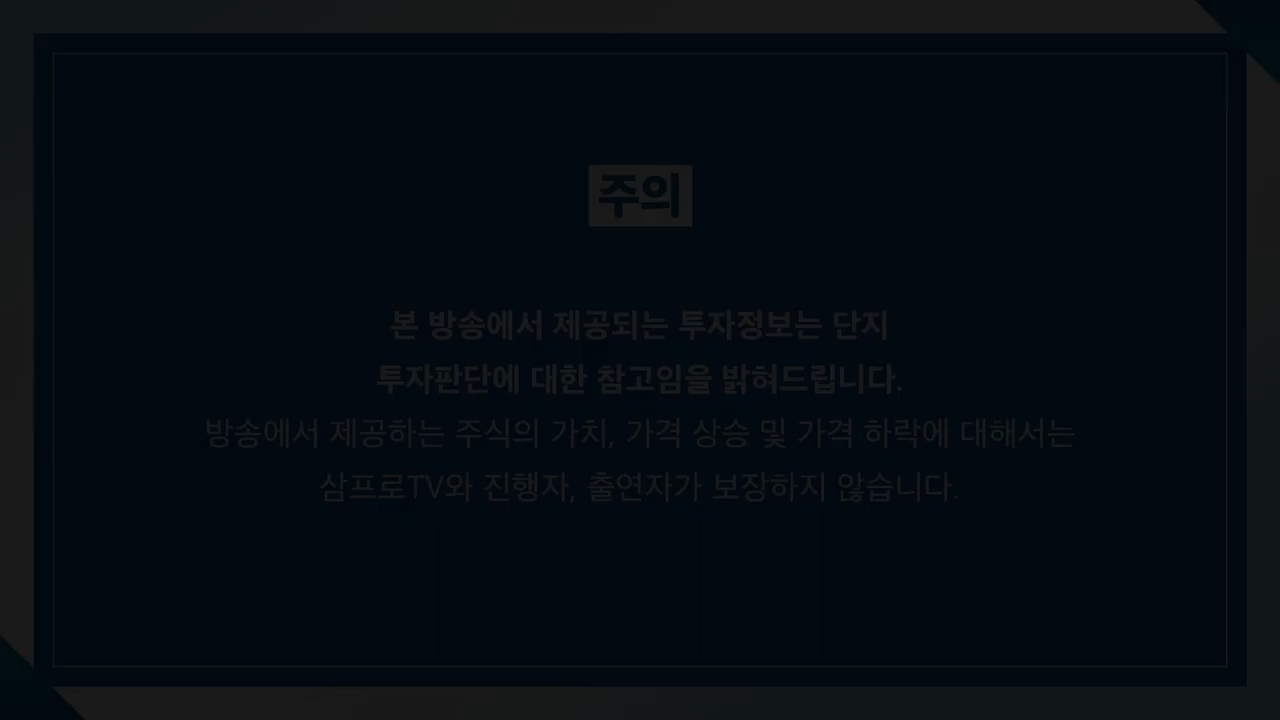 주의
본 방송에서 제공되는 투자정보는 단지
투자판단에 대한 참고임을 밝혀드립니다.
방송에서 제공하는 주식의 가치, 가격 상승 및 가격 하락에 대해서는
삼프로TV와 진행자, 출연자가 보장하지 않습니다.